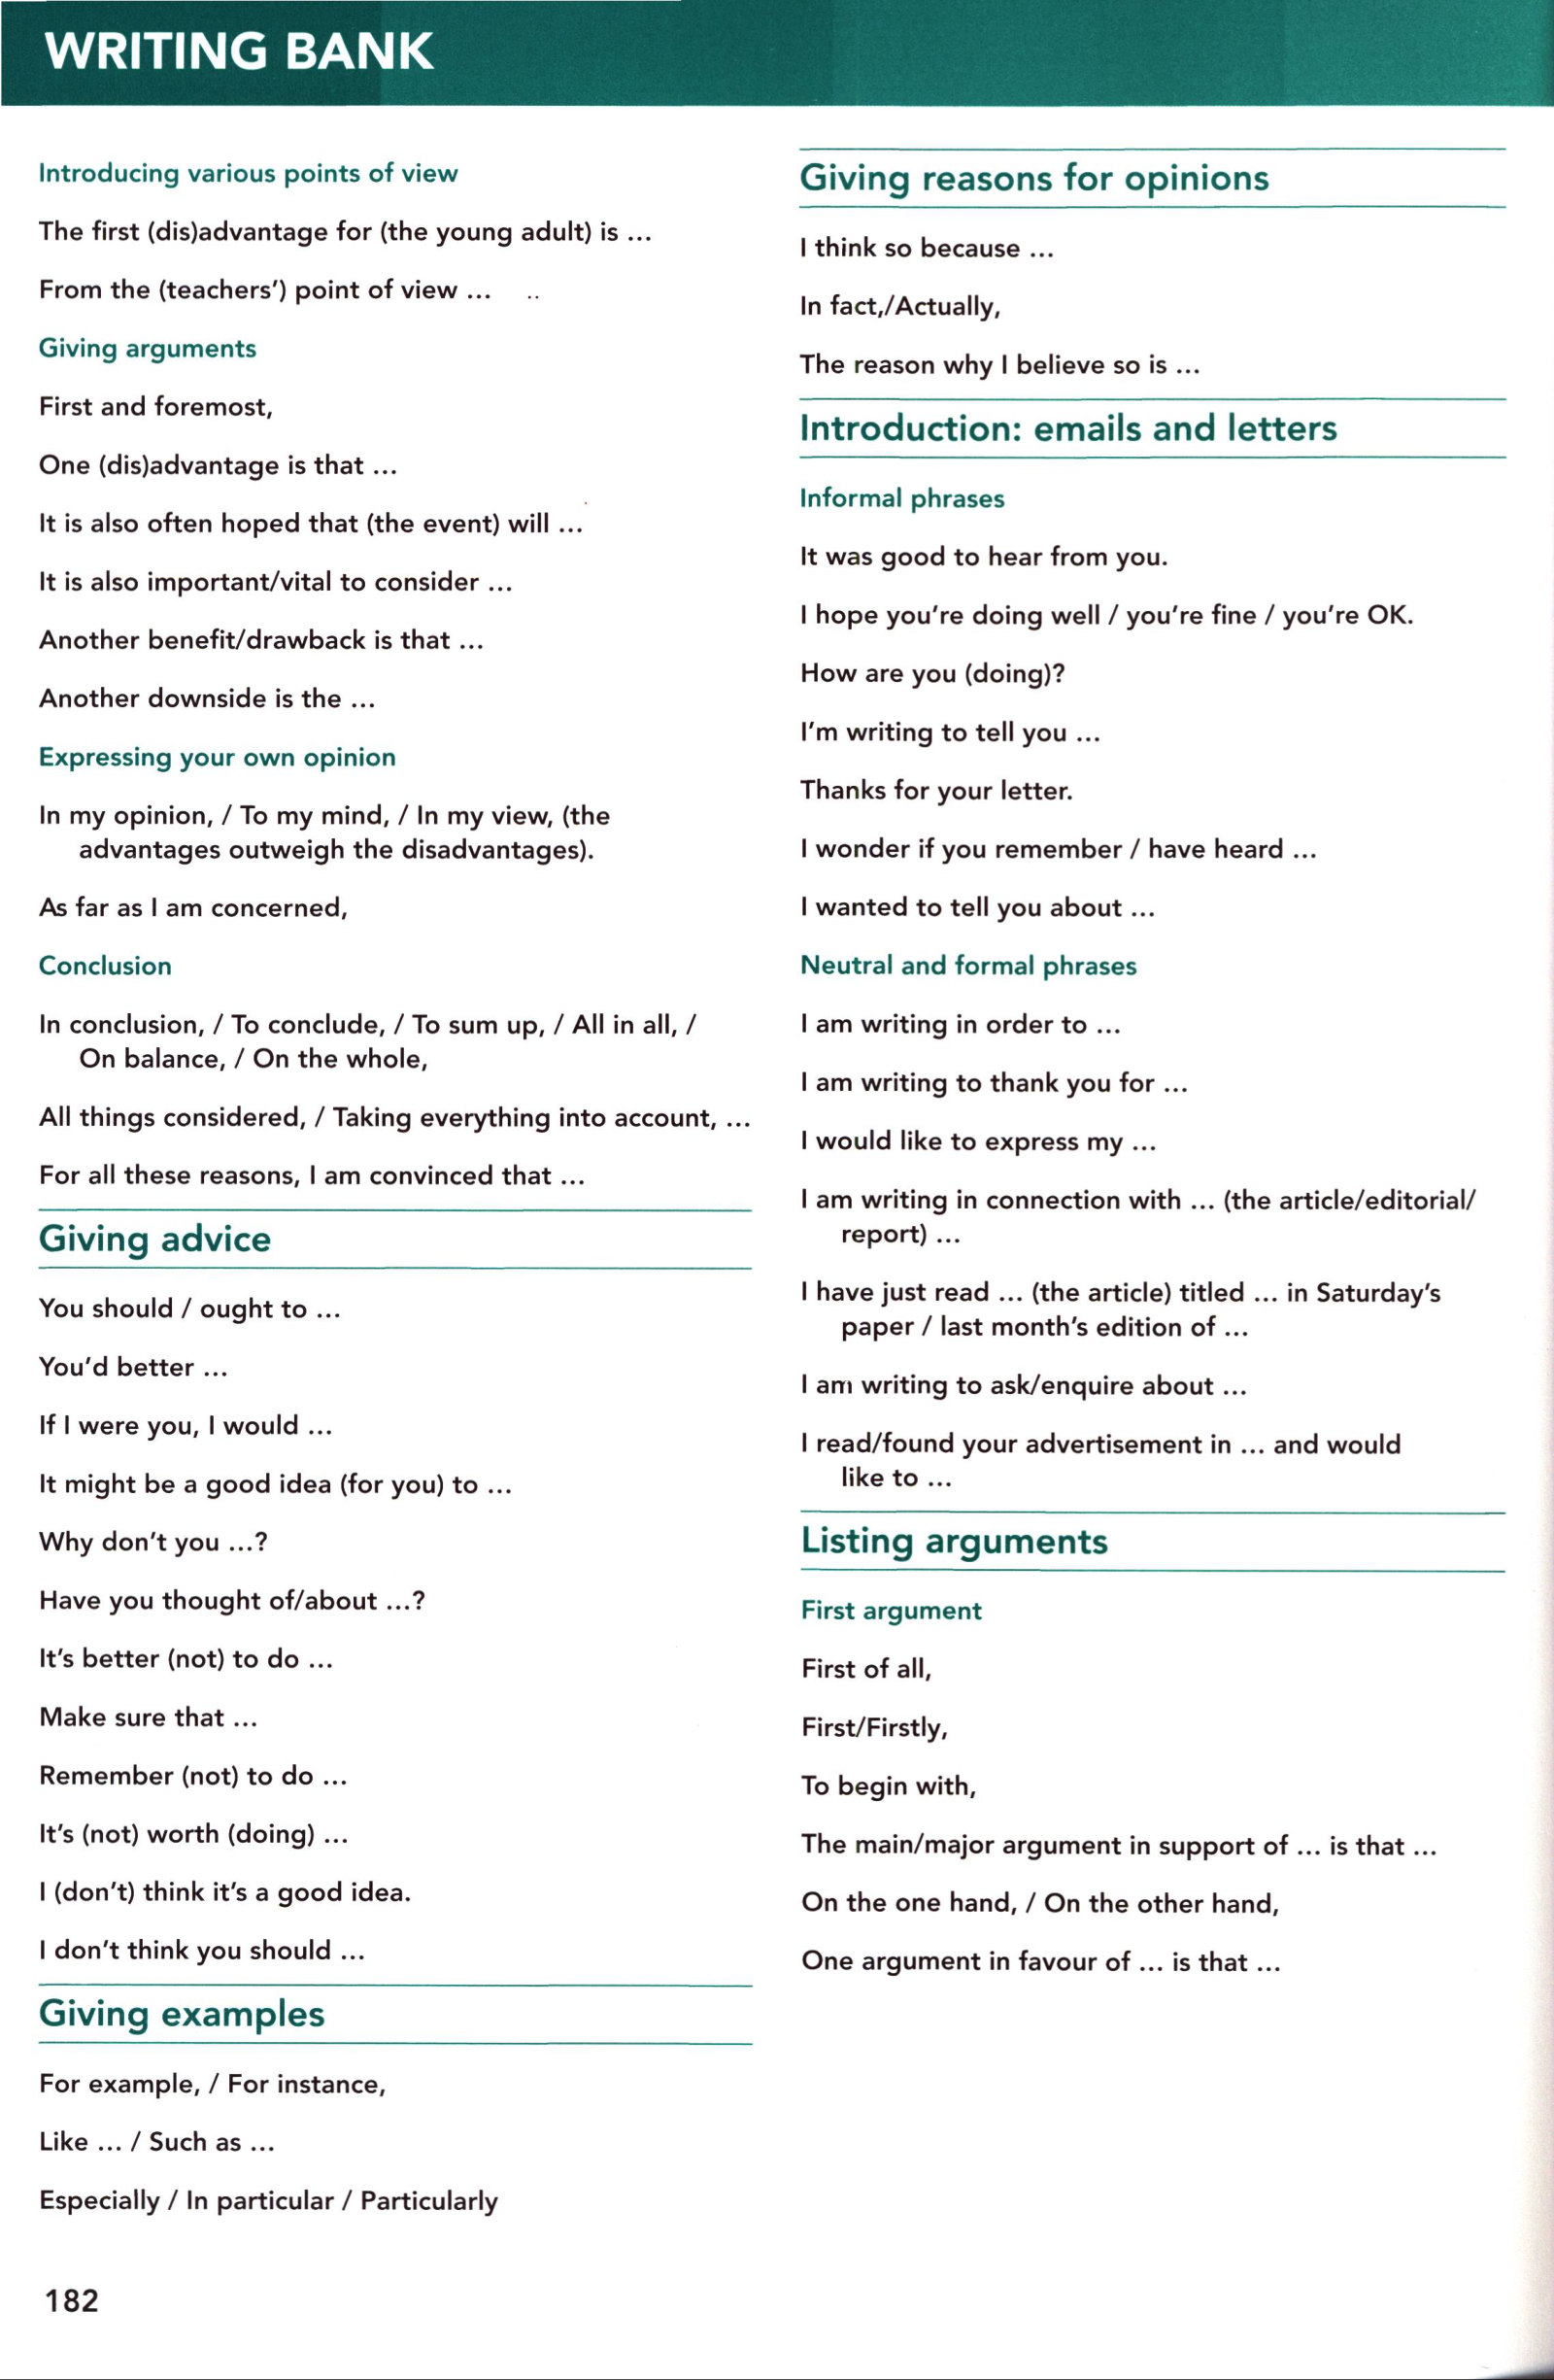 WRITING BANK
Introducing various points of view
The first (dis)advantage for (the young adult) is ...
From the (teachers') point of view ...
Giving arguments
First and foremost,
One (dis)advantage is that ...
It is also often hoped that (the event) will ...
It is also important/vital to consider ...
Another benefit/drawback is that ...
Another downside is the ...
Expressing your own opinion
In my opinion, / To my mind, / In my view, (the
advantages outweigh the disadvantages).
As far as I am concerned,
Conclusion
In conclusion, / To conclude, / To sum up, / All in all, /
On balance, / On the whole,
All things considered, / Taking everything into account, ...
For all these reasons, I am convinced that ...
Giving advice
You should / ought to ...
You'd better ...
If I were you, I would ...
It might be a good idea (for you) to ...
Why don't you ...?
Have you thought of/about ...?
It's better (not) to do ...
Make sure that ...
Remember (not) to do ...
It's (not) worth (doing) ...
I (don't) think it's a good idea.
I don't think you should ...
Giving examples
For example, / For instance,
Like ... / Such as ...
Especially / In particular / Particularly
Giving reasons for opinions
I think so because ...
In fact,/Actually,
The reason why I believe so is ...
Introduction: emails and letters
Informal phrases
It was good to hear from you.
I hope you're doing well / you're fine / you're OK.
How are you (doing)?
I'm writing to tell you ...
Thanks for your letter.
I wonder if you remember / have heard ...
I wanted to tell you about ...
Neutral and formal phrases
I am writing in order to ...
I am writing to thank you for ...
I would like to express my ...
I am writing in connection with ... (the article/editorial/
report) ...
I have just read ... (the article) titled ... in Saturday's
paper / last month's edition of ...
I am writing to ask/enquire about ...
I read/found your advertisement in ... and would
like to ...
Listing arguments
First argument
First of all,
First/Firstly,
To begin with,
The main/major argument in support of ... is that ...
On the one hand, / On the other hand,
One argument in favour of ... is that ...
182